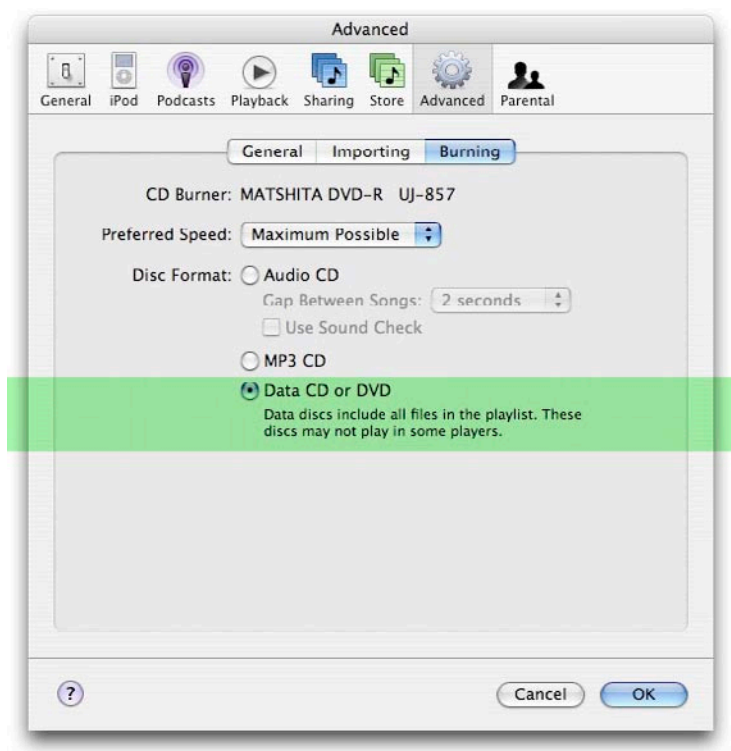 Advanced
General iPod Podcasts Playback Sharing Store Advanced Parental
General Importing Burning
CD Burner: MATSHITA DVD-R UJ-857
Preferred Speed: Maximum Possible
Disc Format: Audio CD
Gap Between Songs: 2 seconds
Use Sound Check
MP3 CD
Data CD or DVD
Data discs include all files in the playlist. These
discs may not play in some players.
? Cancel OK